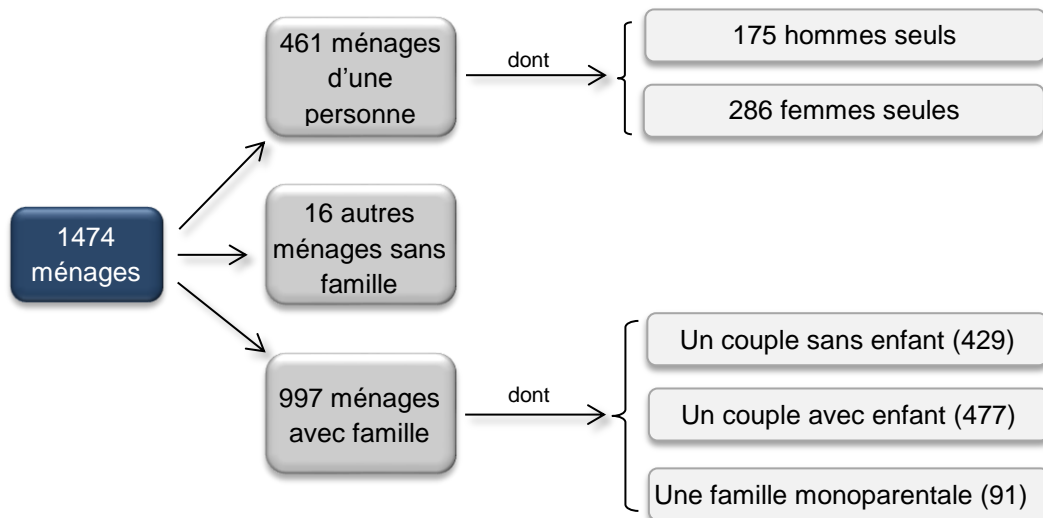 1474
ménages
461 ménages
d’une
personne
dont
175 hommes seuls
286 femmes seules
16 autres
ménages sans
famille
997 ménages
avec famille
dont
Un couple sans enfant (429)
Un couple avec enfant (477)
Une famille monoparentale (91)